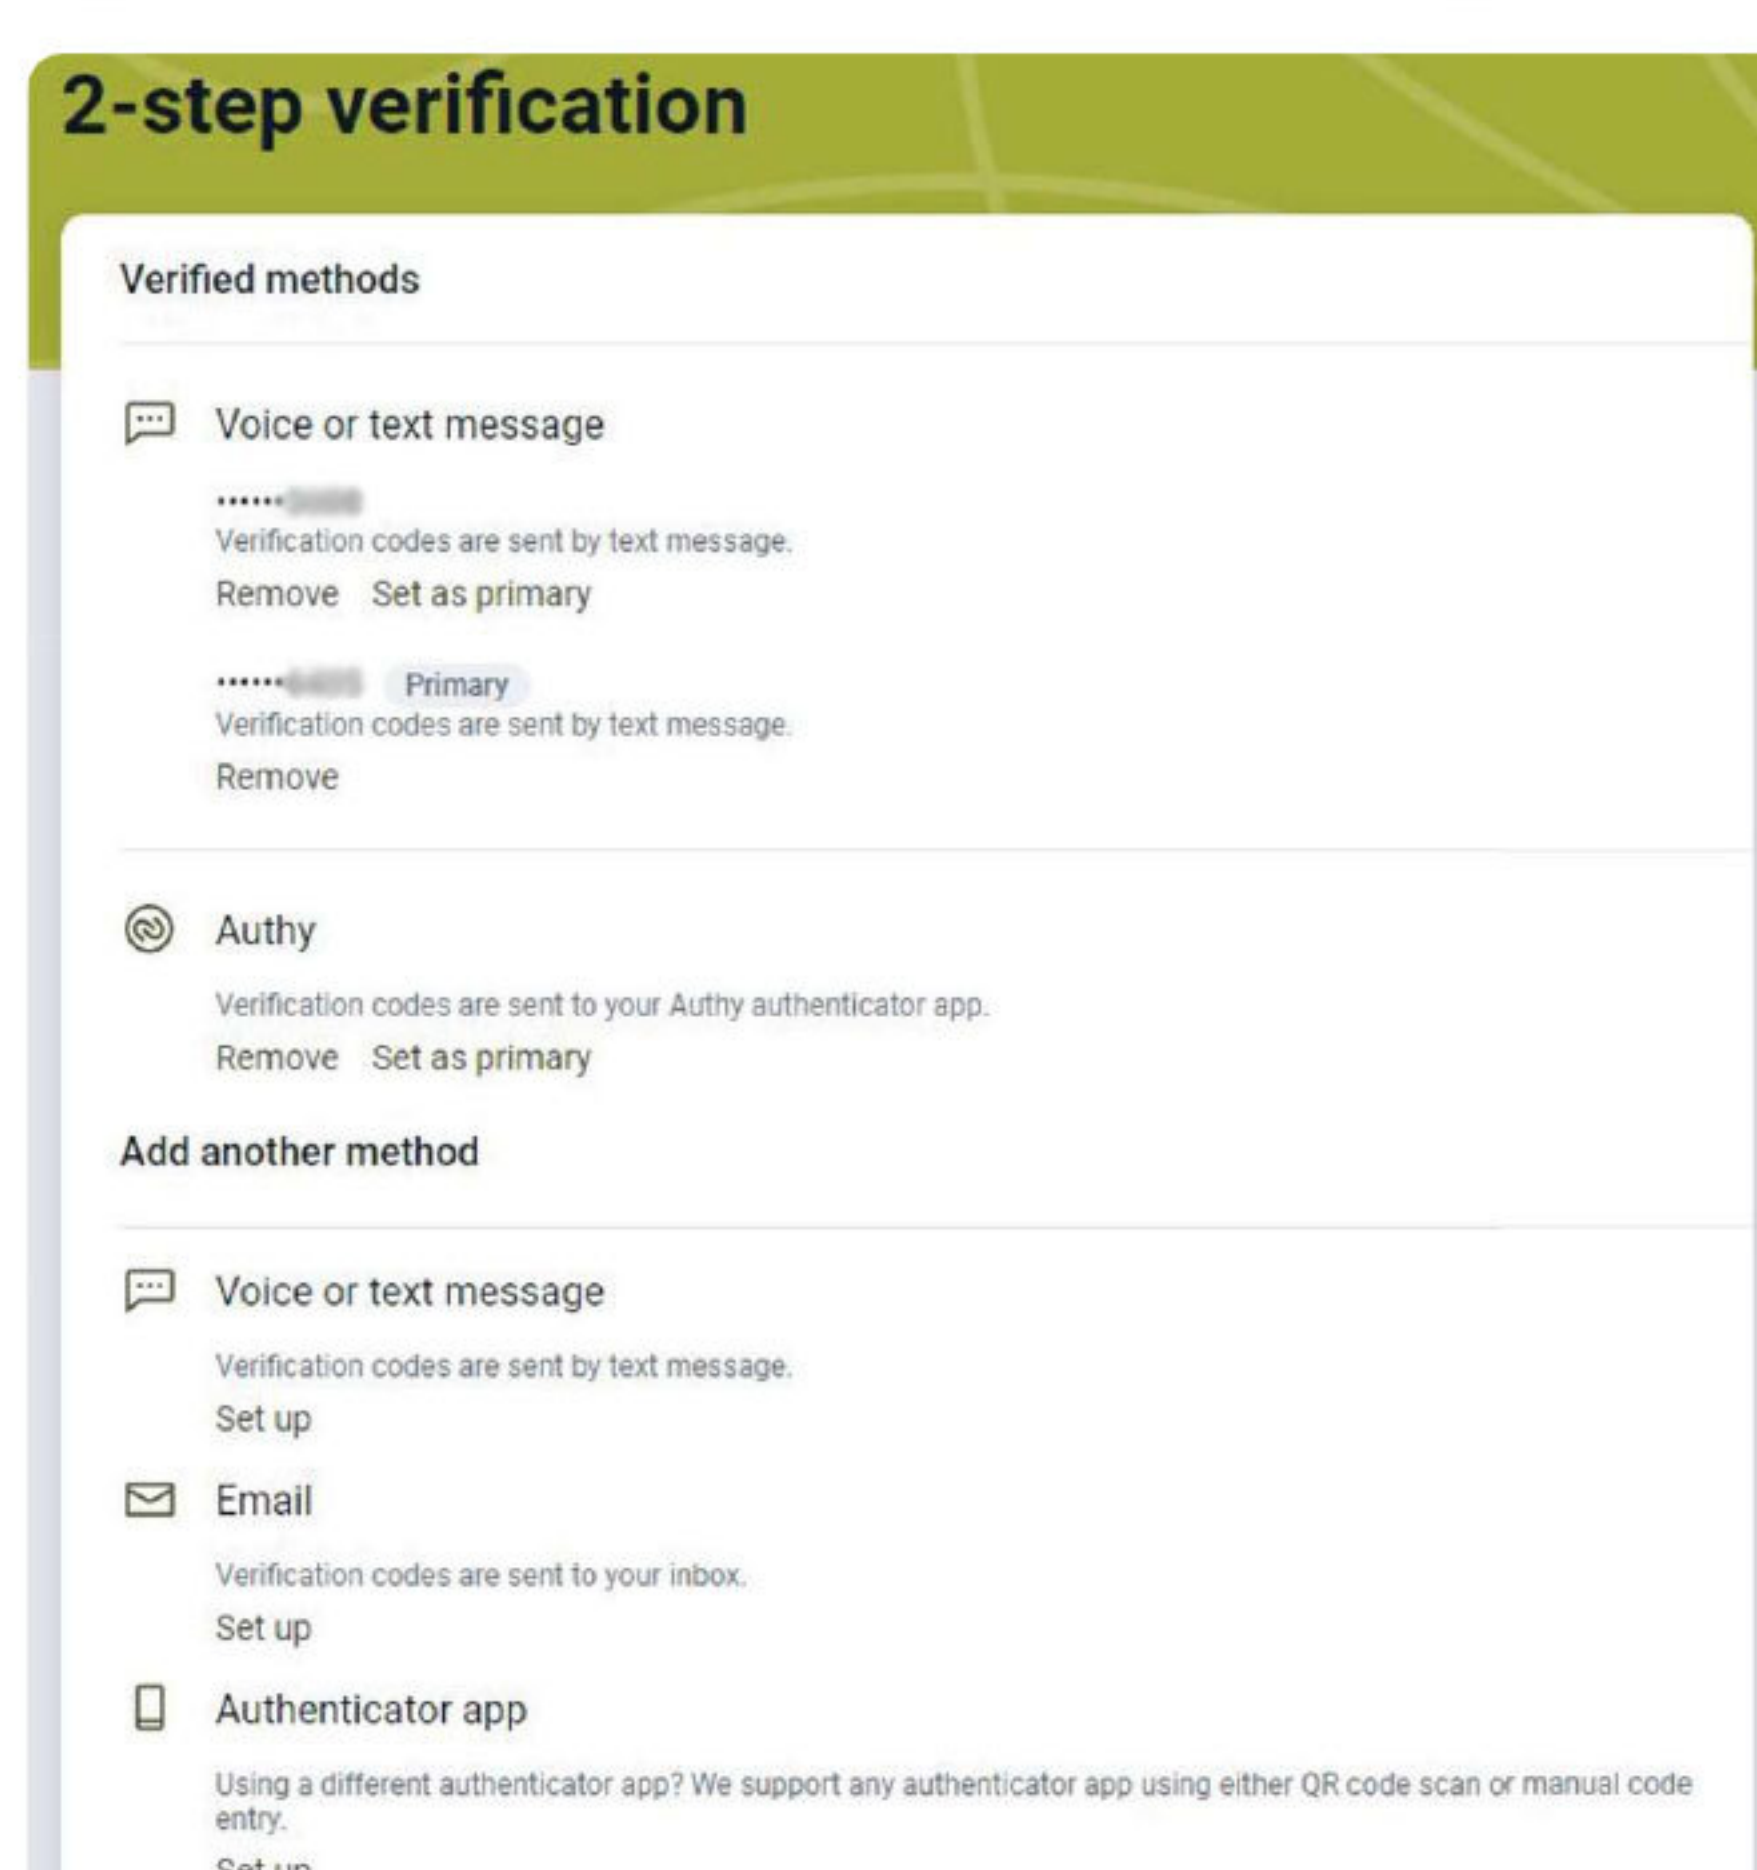 2-step verification
Verified methods
Voice or text message
••••••
Verification codes are sent by text message.
Remove Set as primary
•••••• Primary
Verification codes are sent by text message.
Remove
Authy
Verification codes are sent to your Authy authenticator app.
Remove Set as primary
Add another method
Voice or text message
Verification codes are sent by text message.
Set up
Email
Verification codes are sent to your inbox.
Set up
Authenticator app
Using a different authenticator app? We support any authenticator app using either QR code scan or manual code
entry.
Set up